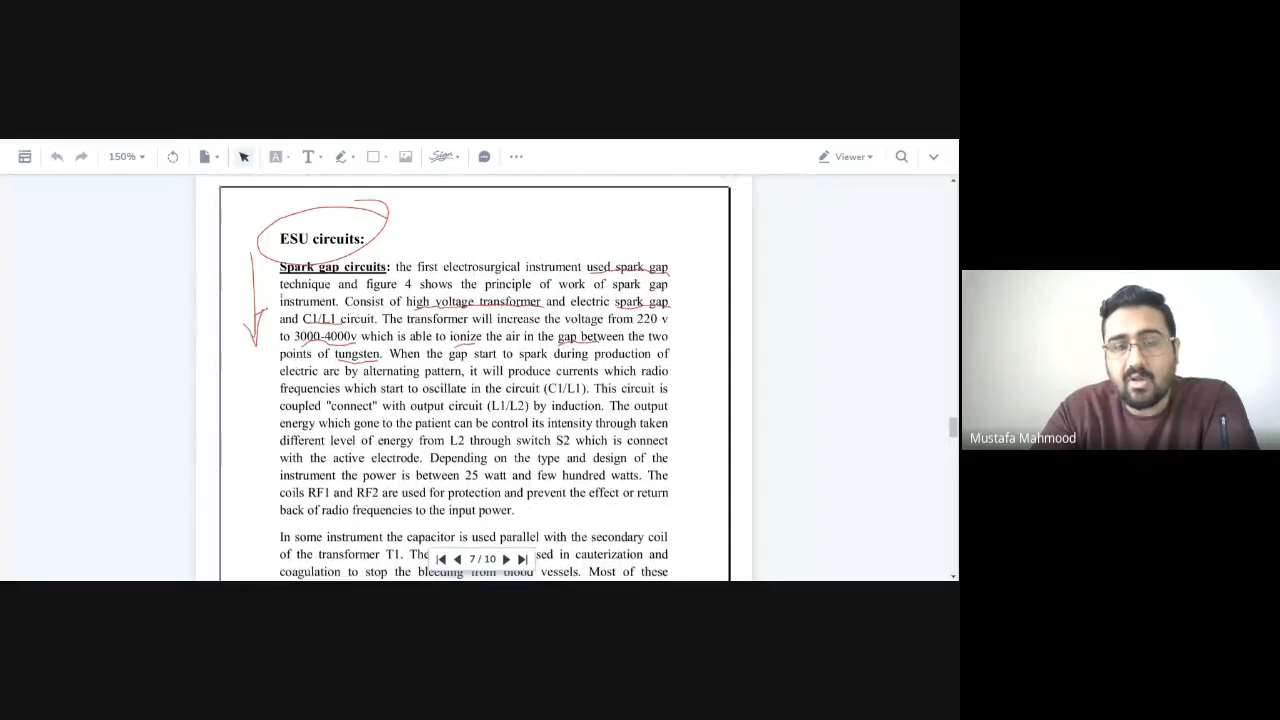 150%
Sign
Viewer
ESU circuits:
Spark gap circuits: the first electrosurgical instrument used spark gap
technique and figure 4 shows the principle of work of spark gap
instrument. Consist of high voltage transformer and electric spark gap
and C1/L1 circuit. The transformer will increase the voltage from 220 v
to 3000-4000v which is able to ionize the air in the gap between the two
points of tungsten. When the gap start to spark during production of
electric arc by alternating pattern, it will produce currents which radio
frequencies which start to oscillate in the circuit (C1/L1). This circuit is
coupled "connect" with output circuit (L1/L2) by induction. The output
energy which gone to the patient can be control its intensity through taken
different level of energy from L2 through switch S2 which is connect
with the active electrode. Depending on the type and design of the
instrument the power is between 25 watt and few hundred watts. The
coils RF1 and RF2 are used for protection and prevent the effect or return
back of radio frequencies to the input power.
In some instrument the capacitor is used parallel with the secondary coil
of the transformer T1. The sed in cauterization and
7 / 10
coagulation to stop the bleeding from blood vessels. Most of these
Mustafa Mahmood